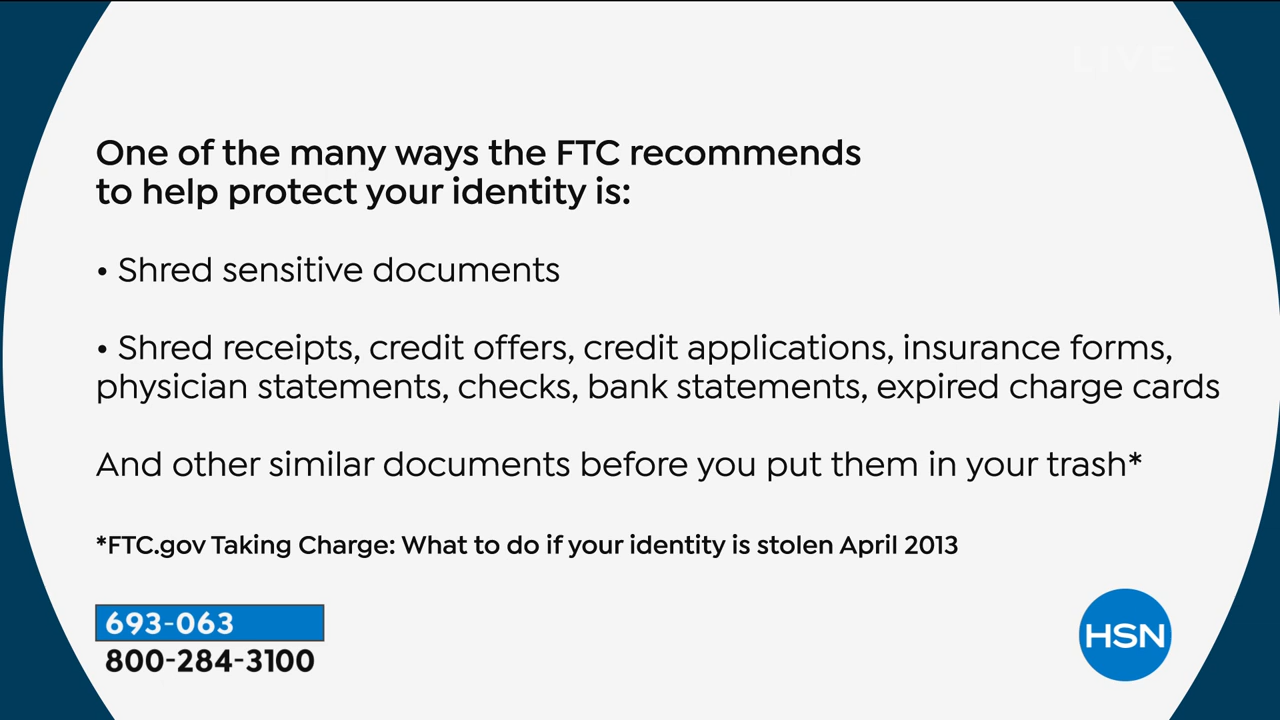 LIVE
One of the many ways the FTC recommends
to help protect your identity is:
• Shred sensitive documents
• Shred receipts, credit offers, credit applications, insurance forms,
physician statements, checks, bank statements, expired charge cards
And other similar documents before you put them in your trash*
*FTC.gov Taking Charge: What to do if your identity is stolen April 2013
693-063
800-284-3100
HSN